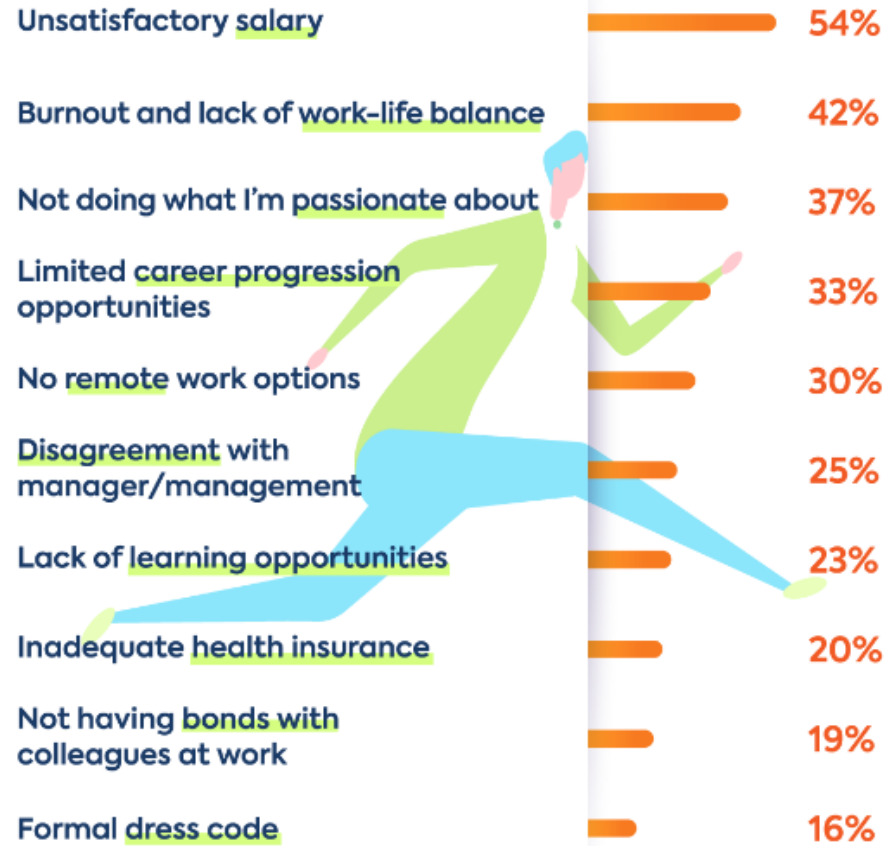 Unsatisfactory salary 54%
Burnout and lack of work-life balance 42%
Not doing what I'm passionate about 37%
Limited career progression
opportunities 33%
No remote work options 30%
Disagreement with
manager/management 25%
Lack of learning opportunities 23%
Inadequate health insurance 20%
Not having bonds with
colleagues at work 19%
Formal dress code 16%